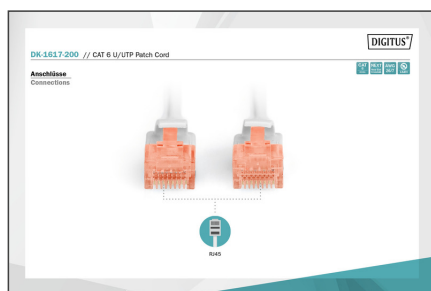 DIGITUS®
DK-1617-200 // CAT 6 U/UTP Patch Cord
Anschlüsse
Connections
RJ45